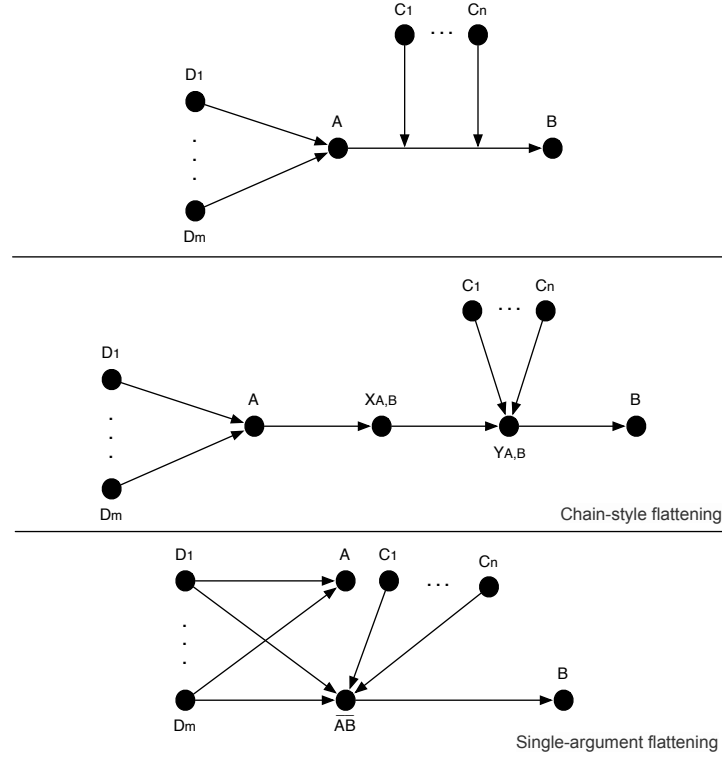 C1 ... Cn
D1
A B
.
.
.
Dm
C1 ... Cn
D1
A XA,B B
.
.
.
YA,B
Dm
Chain-style flattening
D1 A C1 ... Cn
.
.
.
B
Dm AB
Single-argument flattening